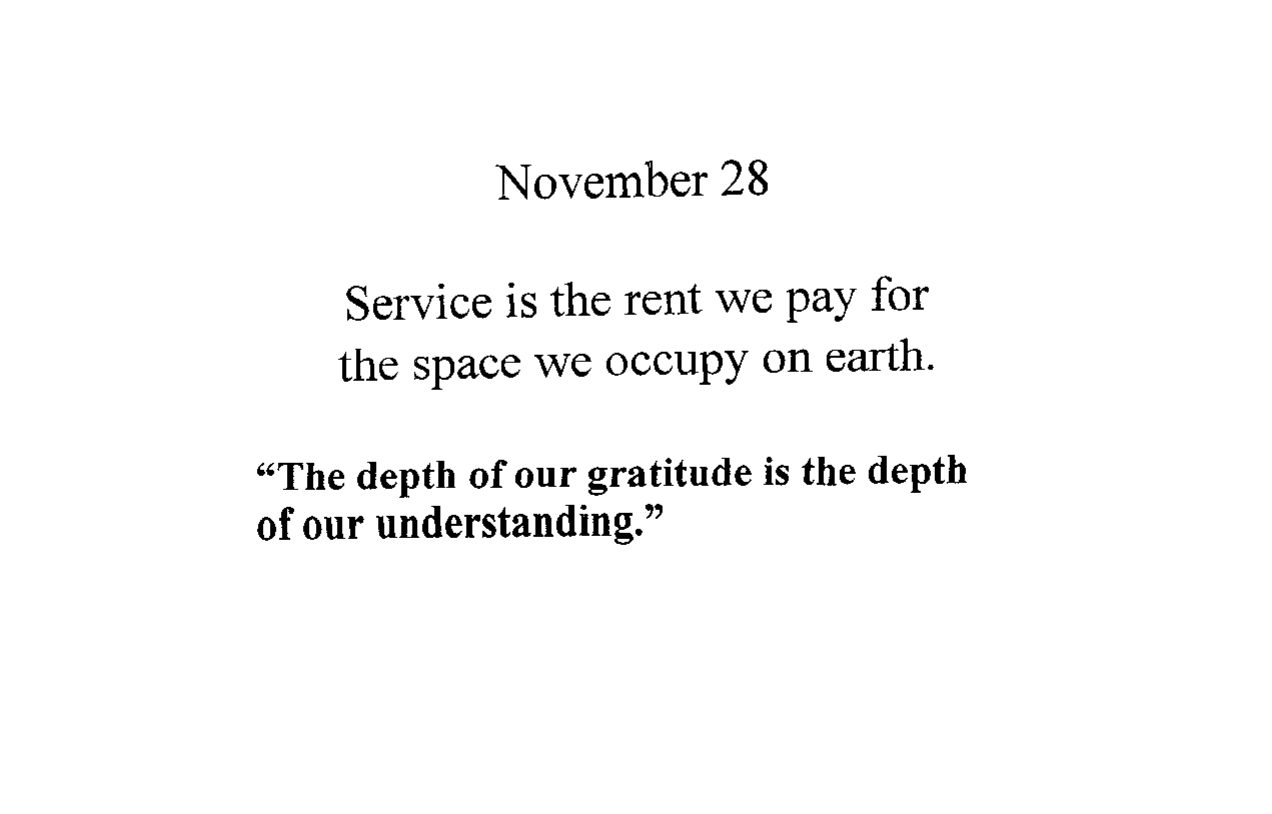 November 28
Service is the rent we pay for
the space we occupy on earth.
“The depth of our gratitude is the depth
of our understanding.”